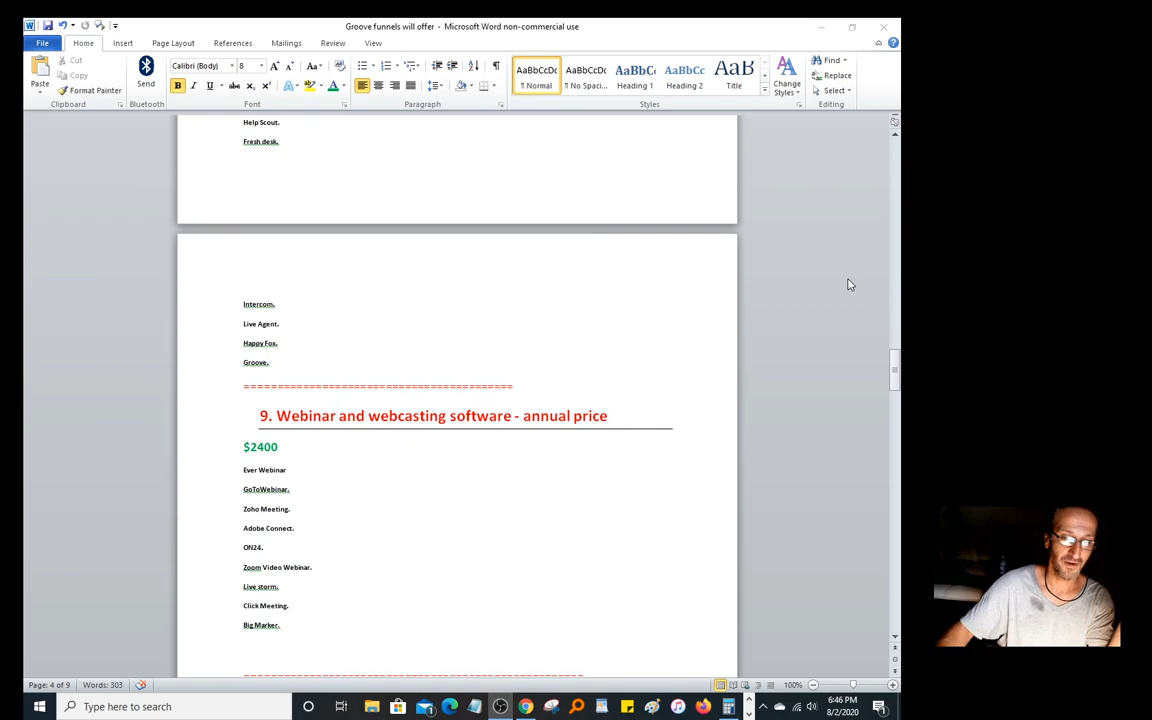 Groove funnels will offer - Microsoft Word non-commercial use
File Home Insert Page Layout References Mailings Review View
Paste
Cut
Copy
Format Painter
Send
Calibri (Body) 8
B I U abc
AaBbCcDc AaBbCcDc AaBbCc AaBbCc AaB
¶ Normal ¶ No Spaci... Heading 1 Heading 2 Title
Change Styles
Find
Replace
Select
Clipboard Bluetooth Font Paragraph Styles Editing
Help Scout.
Fresh desk.
Intercom.
Live Agent.
Happy Fox.
Groove.
=========================================
9. Webinar and webcasting software - annual price
$2400
Ever Webinar
GoToWebinar.
Zoho Meeting.
Adobe Connect.
ON24.
Zoom Video Webinar.
Live storm.
Click Meeting.
Big Marker.
Page: 4 of 9 Words: 303 100%
Type here to search
6:46 PM
8/2/2020